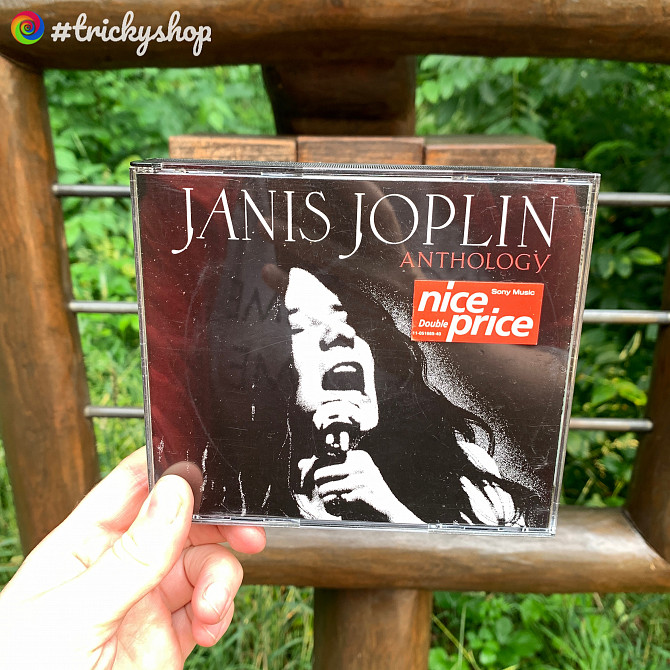 #trickyshop
JANIS JOPLIN
ANTHOLOGY
Sony Music
nice
Double price